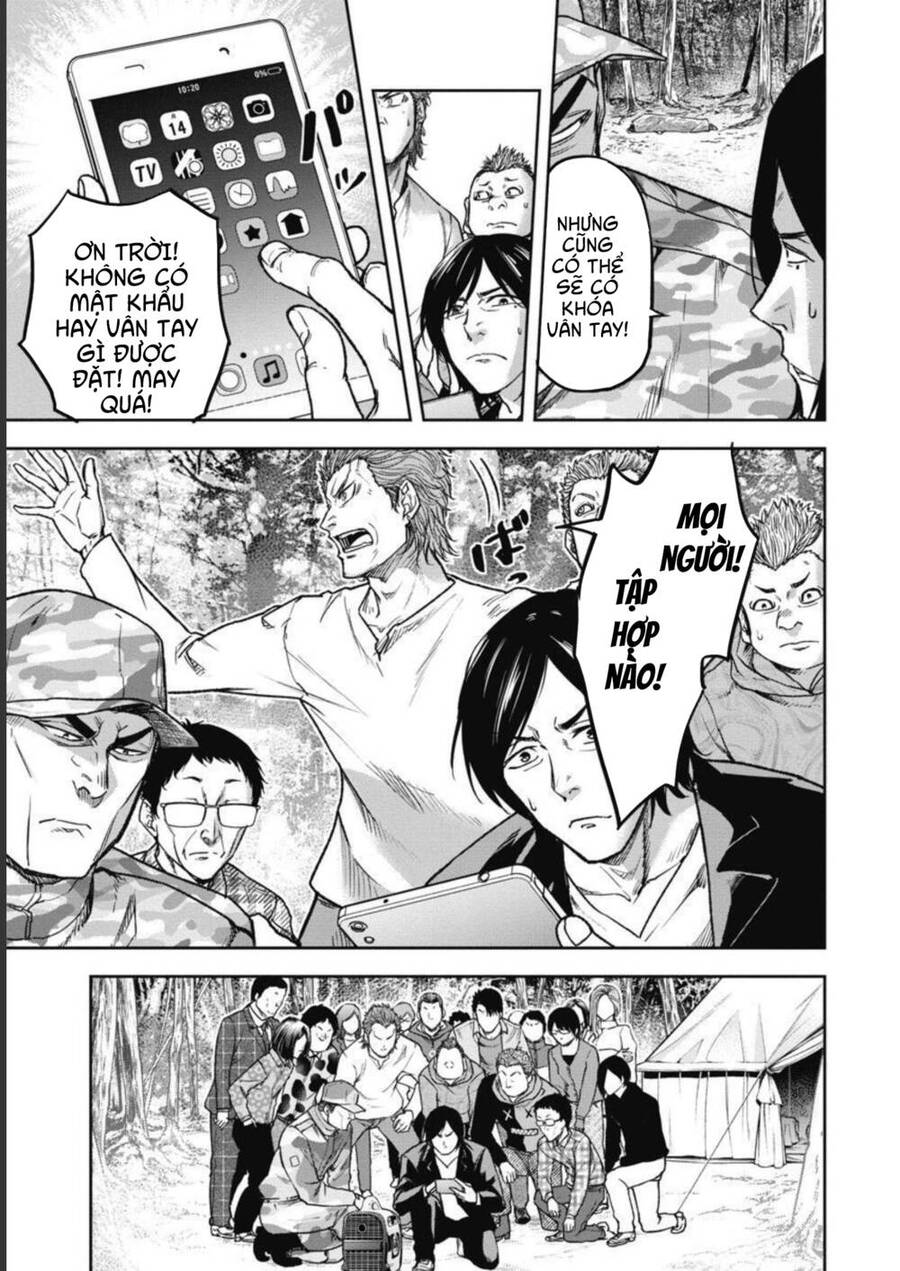 NHƯNG
CŨNG
CÓ THỂ
SẼ CÓ
KHÓA
VÂN TAY!
10:20
0%
14
TV
パ
ッ
ƠN TRỜI!
KHÔNG CÓ
MẬT KHẨU
HAY VÂN TAY
GÌ ĐƯỢC
ĐẶT! MAY
QUÁ!
MỌI
NGƯỜI!
TẬP
HỢP
NÀO!
ばっ